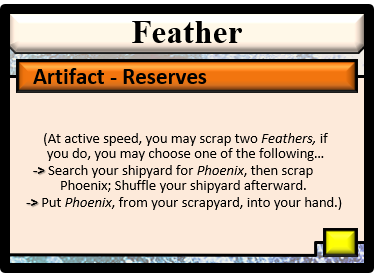 Feather
Artifact - Reserves
(At active speed, you may scrap two Feathers, if
you do, you may choose one of the following...
-> Search your shipyard for Phoenix, then scrap
Phoenix; Shuffle your shipyard afterward.
-> Put Phoenix, from your scrapyard, into your hand.)